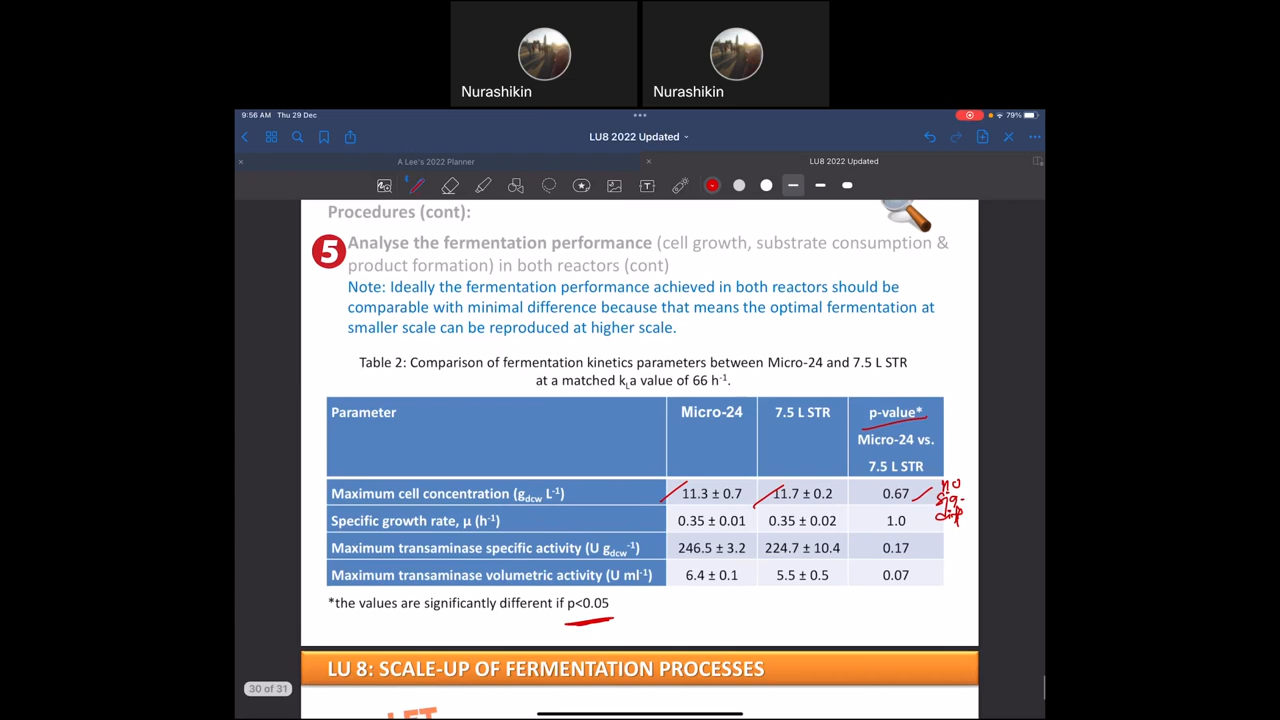 Nurashikin
Nurashikin
9:56 AM Thu 29 Dec
79%
LU8 2022 Updated
A Lee's 2022 Planner
LU8 2022 Updated
Procedures (cont):
5 Analyse the fermentation performance (cell growth, substrate consumption &
product formation) in both reactors (cont)
Note: Ideally the fermentation performance achieved in both reactors should be
comparable with minimal difference because that means the optimal fermentation at
smaller scale can be reproduced at higher scale.
Table 2: Comparison of fermentation kinetics parameters between Micro-24 and 7.5 L STR
at a matched kLa value of 66 h-1.
Parameter Micro-24 7.5 L STR p-value*
Micro-24 vs.
7.5 L STR
Maximum cell concentration (gdcw L-1) 11.3 ± 0.7 11.7 ± 0.2 0.67
no
sig.
diff
Specific growth rate, µ (h-1) 0.35 ± 0.01 0.35 ± 0.02 1.0
Maximum transaminase specific activity (U gdcw-1) 246.5 ± 3.2 224.7 ± 10.4 0.17
Maximum transaminase volumetric activity (U ml-1) 6.4 ± 0.1 5.5 ± 0.5 0.07
*the values are significantly different if p<0.05
LU 8: SCALE-UP OF FERMENTATION PROCESSES
30 of 31